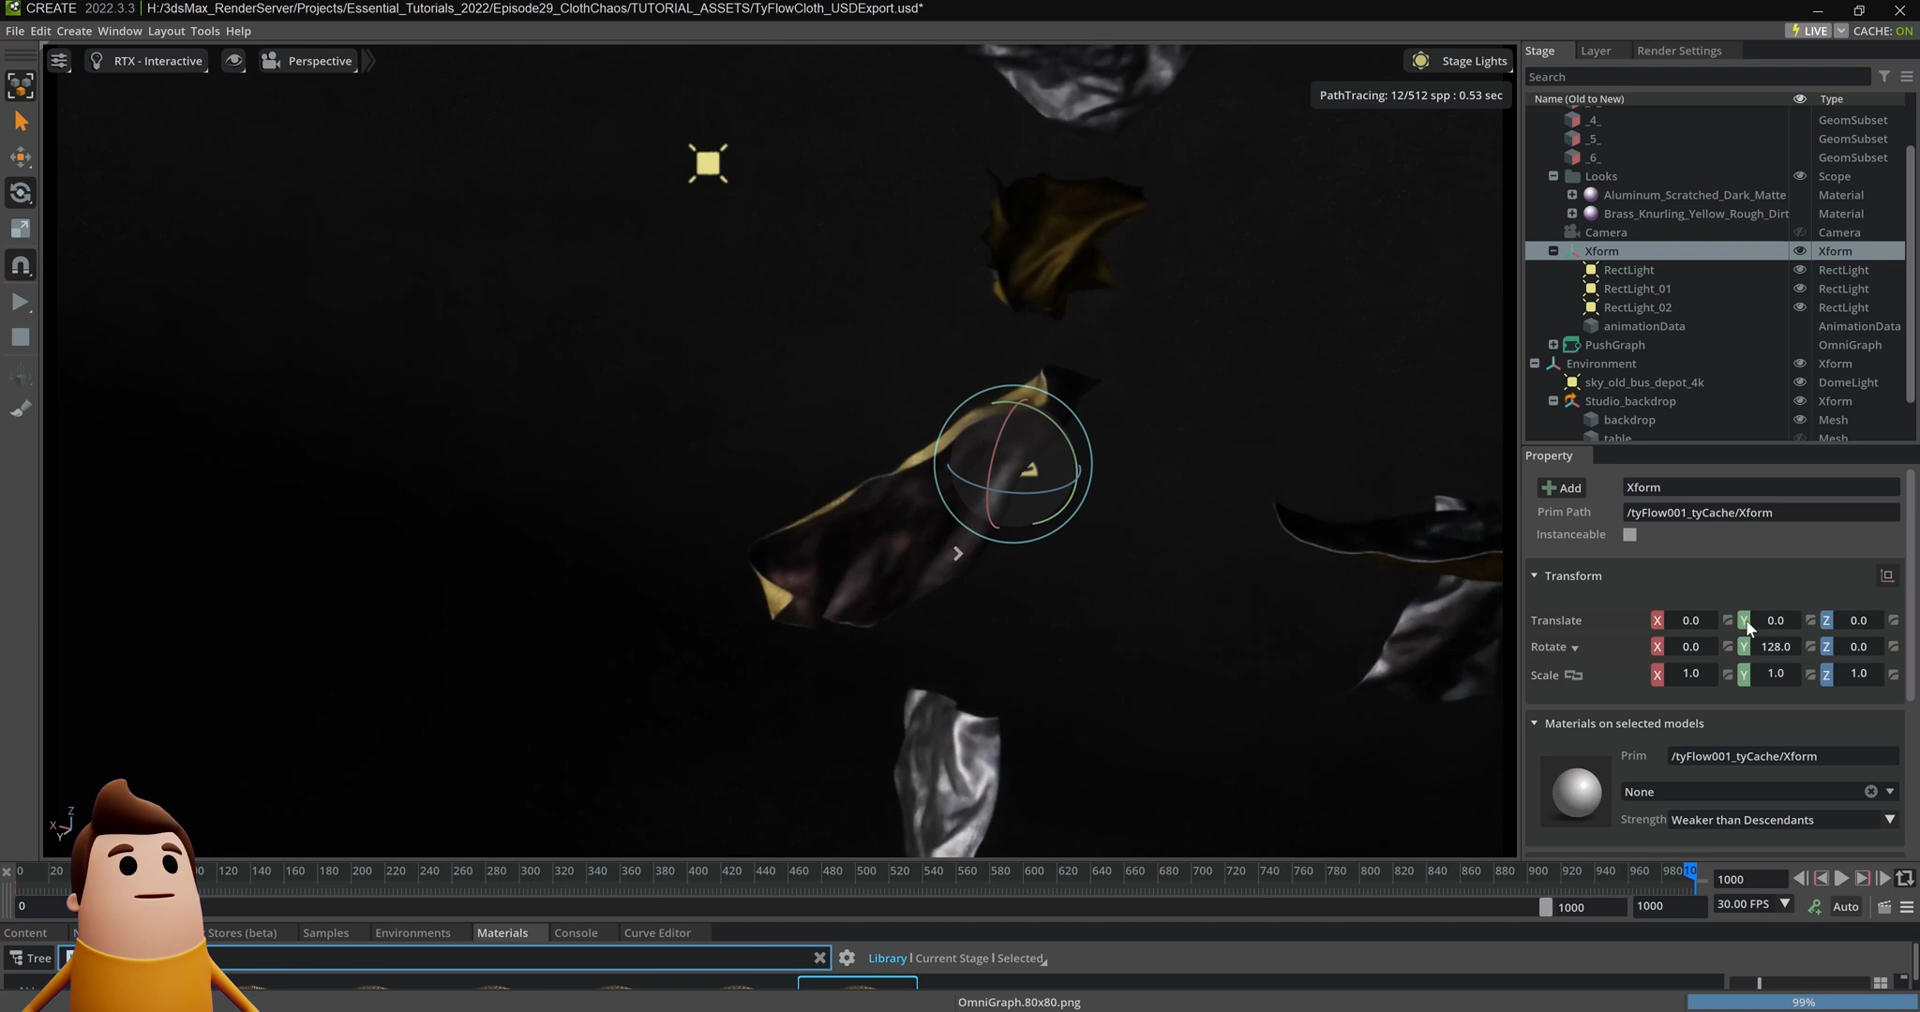 CREATE 2022.3.3 H:/3dsMax_RenderServer/Projects/Essential_Tutorials_2022/Episode29_ClothChaos/TUTORIAL_ASSETS/TyFlowCloth_USDExport.usd*
File Edit Create Window Layout Tools Help
LIVE CACHE: ON
RTX - Interactive
Perspective
Stage Lights
PathTracing: 12/512 spp : 0.53 sec
Stage Layer Render Settings
Search
Name (Old to New) Type
_4_ GeomSubset
_5_ GeomSubset
_6_ GeomSubset
Looks Scope
Aluminum_Scratched_Dark_Matte Material
Brass_Knurling_Yellow_Rough_Dirt Material
Camera Camera
Xform Xform
RectLight RectLight
RectLight_01 RectLight
RectLight_02 RectLight
animationData AnimationData
PushGraph OmniGraph
Environment Xform
sky_old_bus_depot_4k DomeLight
Studio_backdrop Xform
backdrop Mesh
table Mesh
Property
Add Xform
Prim Path /tyFlow001_tyCache/Xform
Instanceable
Transform
Translate X 0.0 Y 0.0 Z 0.0
Rotate X 0.0 Y 128.0 Z 0.0
Scale X 1.0 Y 1.0 Z 1.0
Materials on selected models
Prim /tyFlow001_tyCache/Xform
None
Strength Weaker than Descendants
Z
X
Y
0 20 120 140 160 180 200 220 240 260 280 300 320 340 360 380 400 420 440 460 480 500 520 540 560 580 600 620 640 660 680 700 720 740 760 780 800 820 840 860 880 900 920 940 960 980 10
1000
0 1000 1000 30.00 FPS Auto
Content Stores (beta) Samples Environments Materials Console Curve Editor
Tree Library Current Stage Selected
OmniGraph.80x80.png 99%